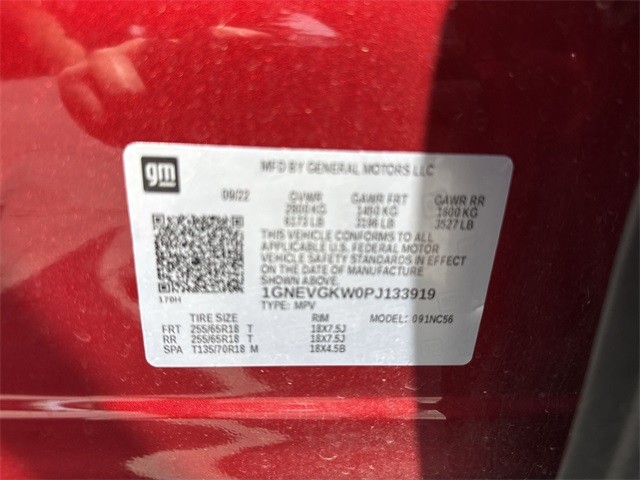 gm MFD BY GENERAL MOTORS LLC
09/22 GVWR GAWR FRT GAWR RR
2800 KG 1450 KG 1600 KG
6173 LB 3196 LB 3527 LB
THIS VEHICLE CONFORMS TO ALL
APPLICABLE U.S. FEDERAL MOTOR
VEHICLE SAFETY STANDARDS IN EFFECT
ON THE DATE OF MANUFACTURE
SHOWN ABOVE.
1GNEVGKW0PJ133919
TYPE: MPV MODEL: 091NC56
TIRE SIZE RIM
FRT 255/65R18 T 18X7.5J
RR 255/65R18 T 18X7.5J
SPA T135/70R18 M 18X4.5B